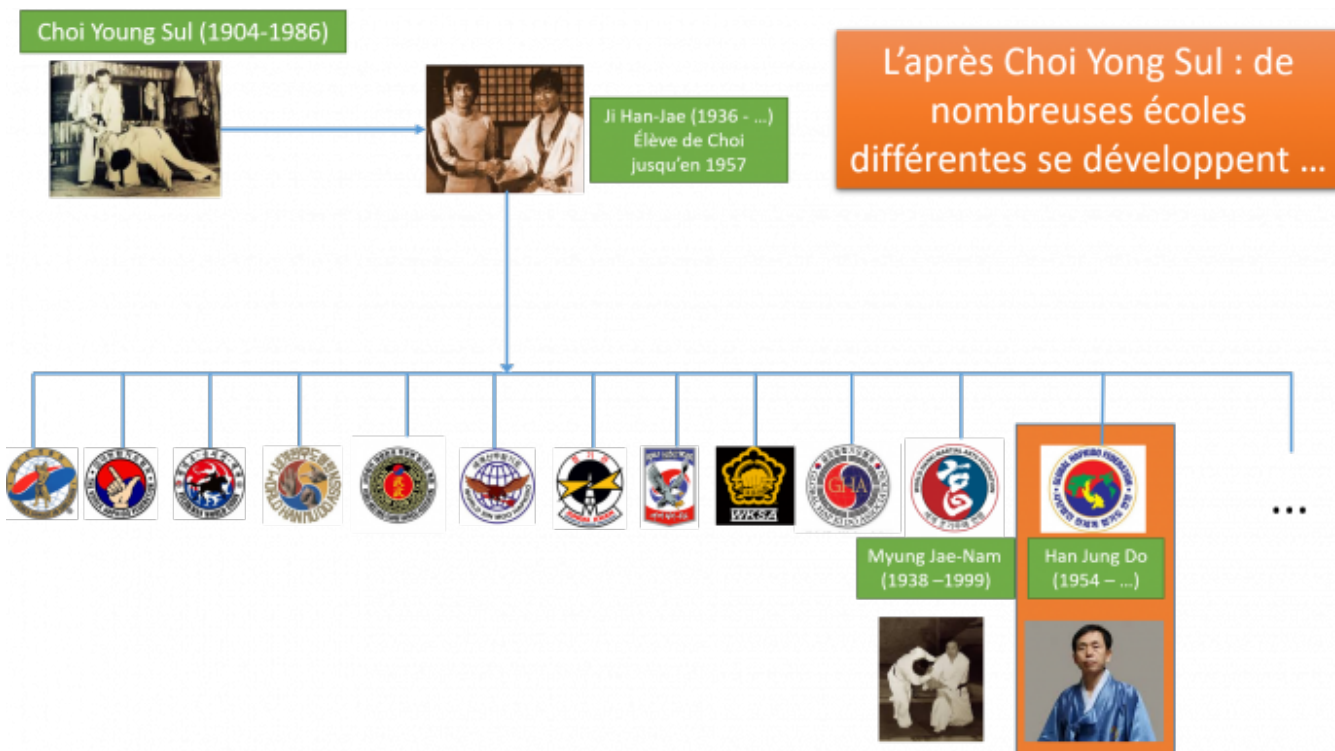 Choi Young Sul (1904-1986)
L'après Choi Yong Sul : de
nombreuses écoles
différentes se développent ...
Ji Han-Jae (1936 - ...)
Élève de Choi
jusqu'en 1957
WKSA
GHA
...
Myung Jae-Nam
(1938 –1999)
Han Jung Do
(1954 – ...)